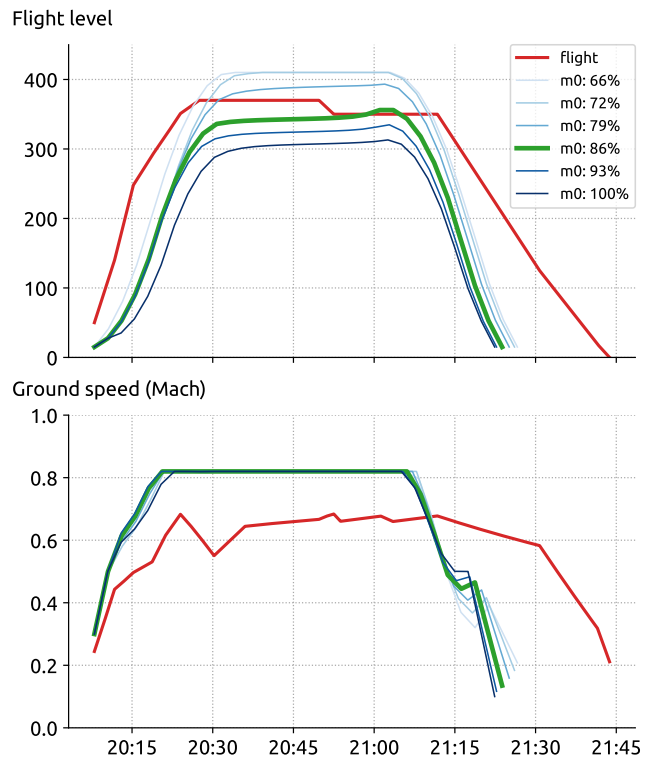 Flight level
400
300
200
100
0
flight
m0: 66%
m0: 72%
m0: 79%
m0: 86%
m0: 93%
m0: 100%
Ground speed (Mach)
1.0
0.8
0.6
0.4
0.2
0.0
20:15 20:30 20:45 21:00 21:15 21:30 21:45